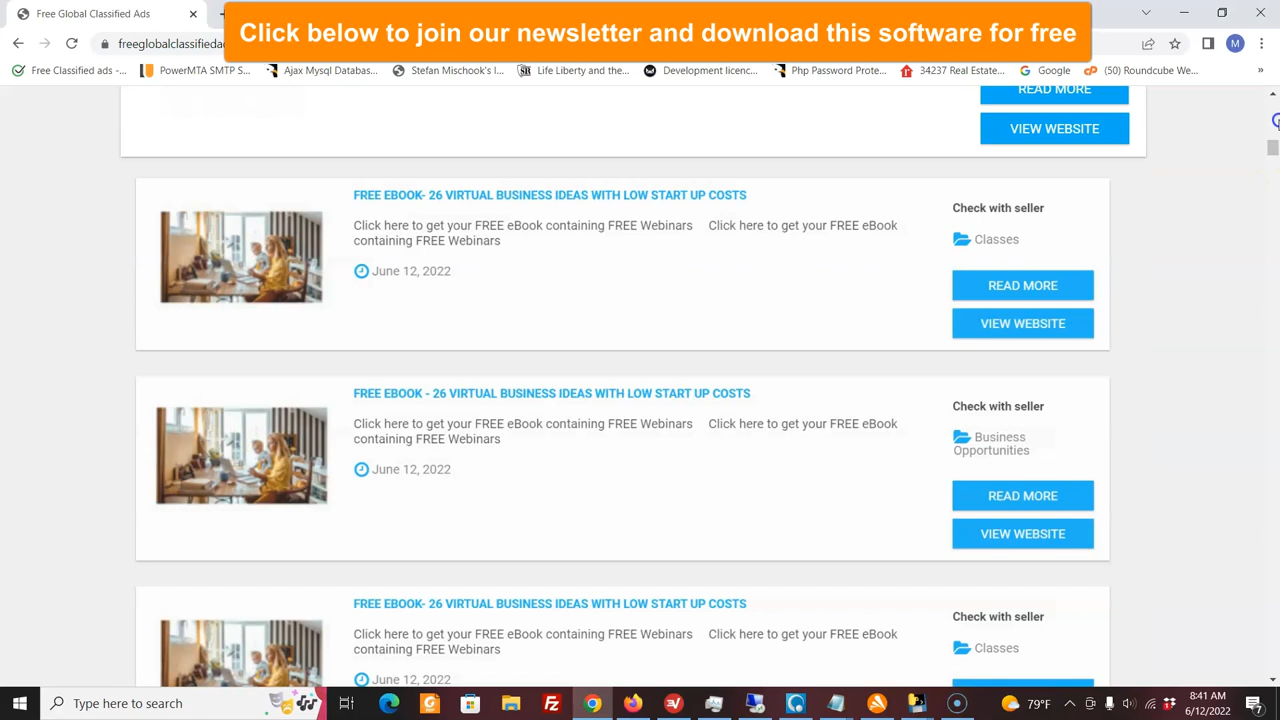 Free Global Classified Ads
Click below to join our newsletter and download this software for free
freeglobalclassifiedad
Free Classified ads -...
PowerMTA SMTP S...
Ajax Mysql Databas...
Stefan Mischook's I...
Life Liberty and the...
Development licenc...
Php Password Prote...
34237 Real Estate...
Google
(50) Roundcube We...
M
READ MORE
VIEW WEBSITE
FREE EBOOK- 26 VIRTUAL BUSINESS IDEAS WITH LOW START UP COSTS
Click here to get your FREE eBook containing FREE Webinars Click here to get your FREE eBook
containing FREE Webinars
June 12, 2022
Check with seller
Classes
READ MORE
VIEW WEBSITE
FREE EBOOK - 26 VIRTUAL BUSINESS IDEAS WITH LOW START UP COSTS
Click here to get your FREE eBook containing FREE Webinars Click here to get your FREE eBook
containing FREE Webinars
June 12, 2022
Check with seller
Business
Opportunities
READ MORE
VIEW WEBSITE
FREE EBOOK- 26 VIRTUAL BUSINESS IDEAS WITH LOW START UP COSTS
Click here to get your FREE eBook containing FREE Webinars Click here to get your FREE eBook
containing FREE Webinars
June 12, 2022
Check with seller
Classes
Type here to search
79°F
8:41 AM
6/12/2022